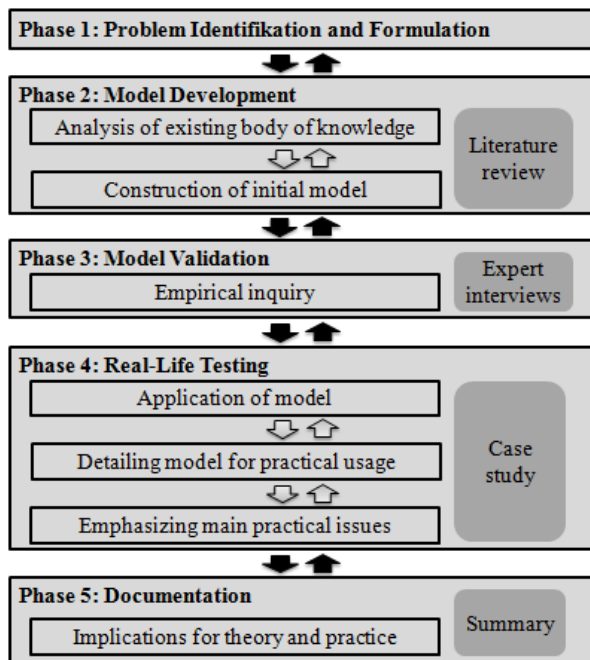 Phase 1: Problem Identifikation and Formulation
Phase 2: Model Development
Analysis of existing body of knowledge
Construction of initial model
Literature
review
Phase 3: Model Validation
Empirical inquiry
Expert
interviews
Phase 4: Real-Life Testing
Application of model
Detailing model for practical usage
Emphasizing main practical issues
Case
study
Phase 5: Documentation
Implications for theory and practice
Summary